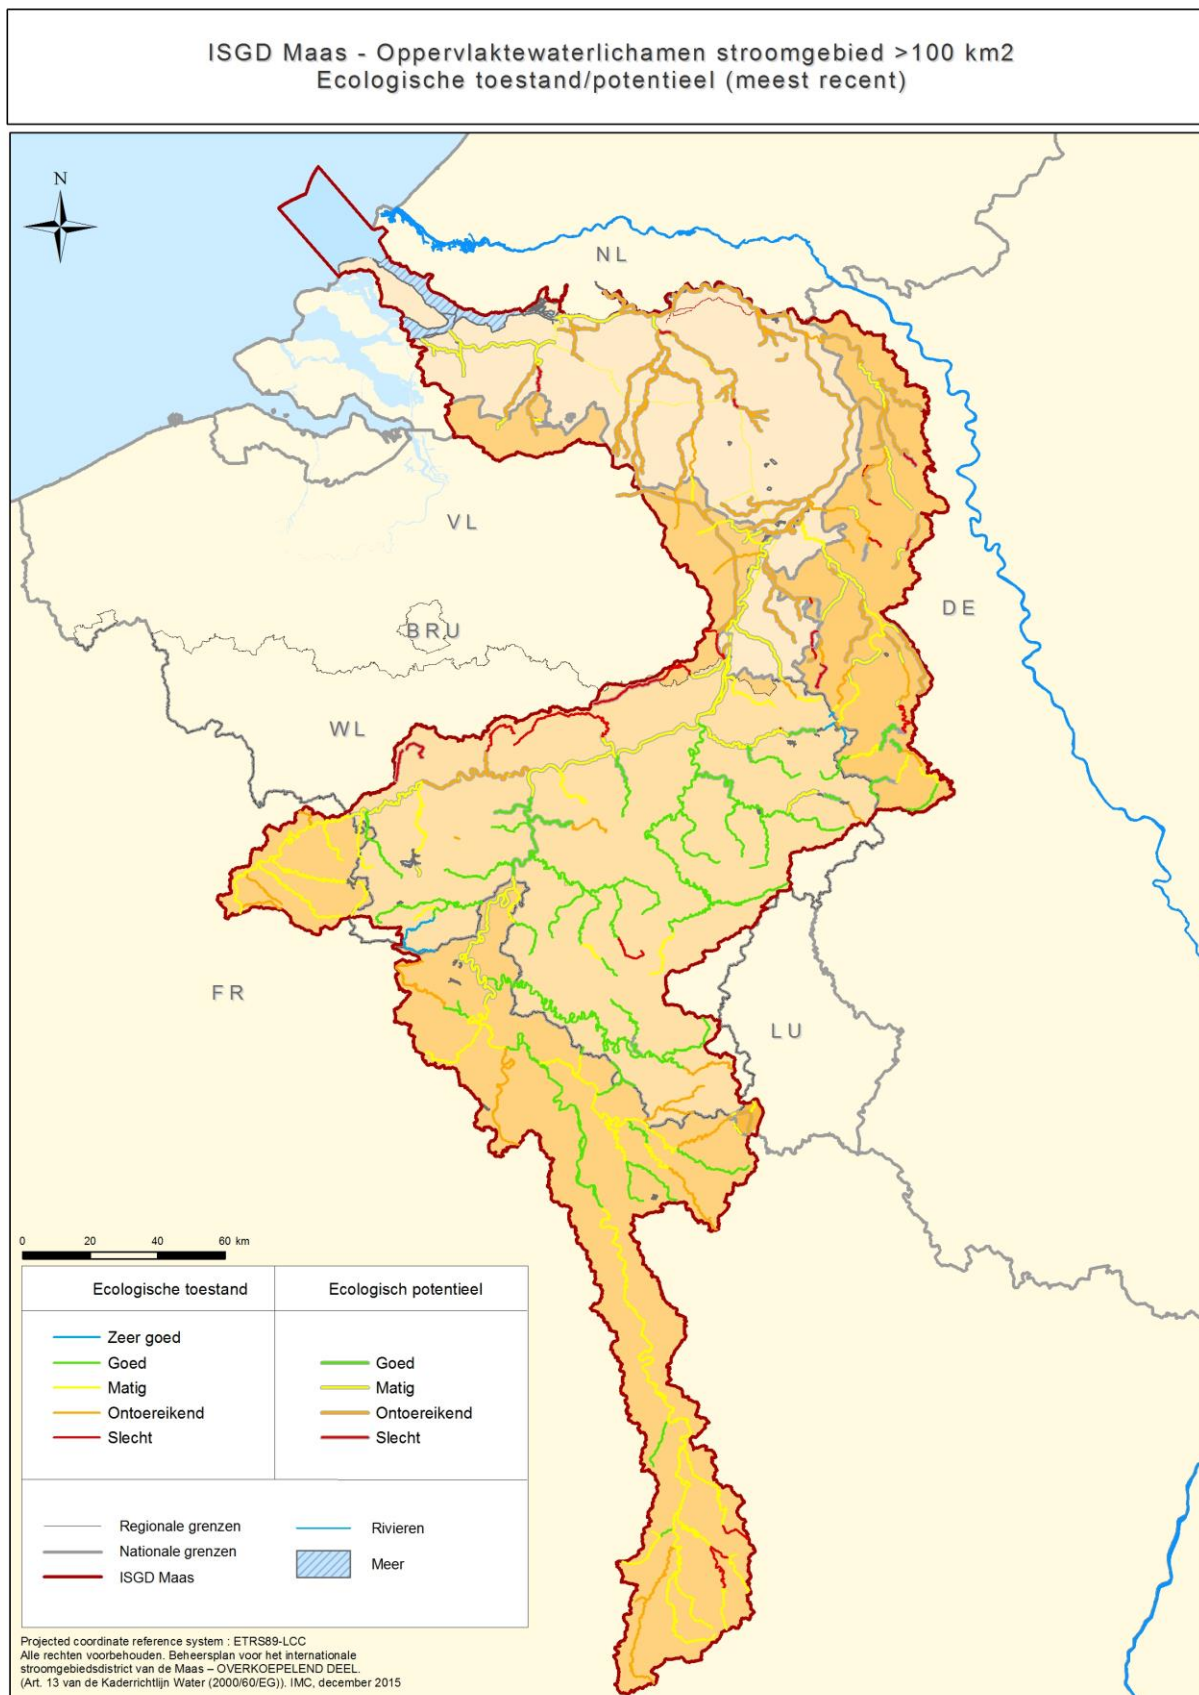 ISGD Maas - Oppervlaktewaterlichamen stroomgebied >100 km2
Ecologische toestand/potentieel (meest recent)
N
NL
VL
BRU
DE
WL
FR
LU
0 20 40 60 km
Ecologische toestand
Ecologisch potentieel
Zeer goed
Goed
Goed
Matig
Matig
Ontoereikend
Ontoereikend
Slecht
Slecht
Regionale grenzen
Rivieren
Nationale grenzen
Meer
ISGD Maas
Projected coordinate reference system : ETRS89-LCC
Alle rechten voorbehouden. Beheersplan voor het internationale
stroomgebiedsdistrict van de Maas – OVERKOEPELEND DEEL.
(Art. 13 van de Kaderrichtlijn Water (2000/60/EG)). IMC, december 2015